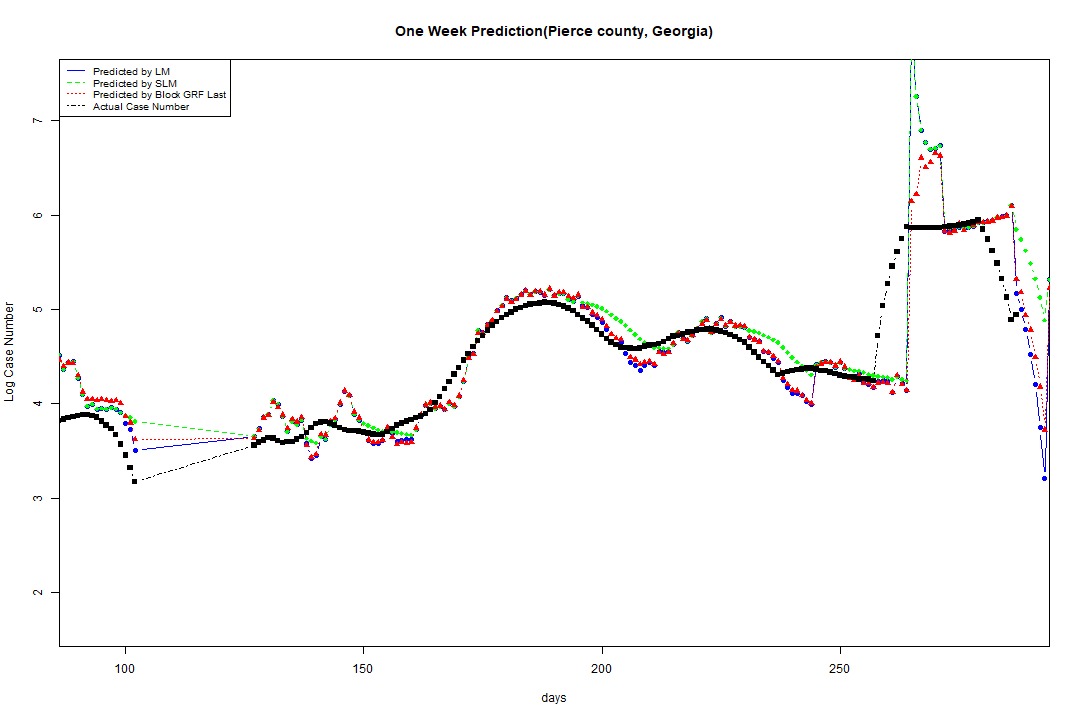 One Week Prediction(Pierce county, Georgia)
Predicted by LM
Predicted by SLM
Predicted by Block GRF Last
Actual Case Number
7
6
5
4
3
2
Log Case Number
100 150 200 250
days